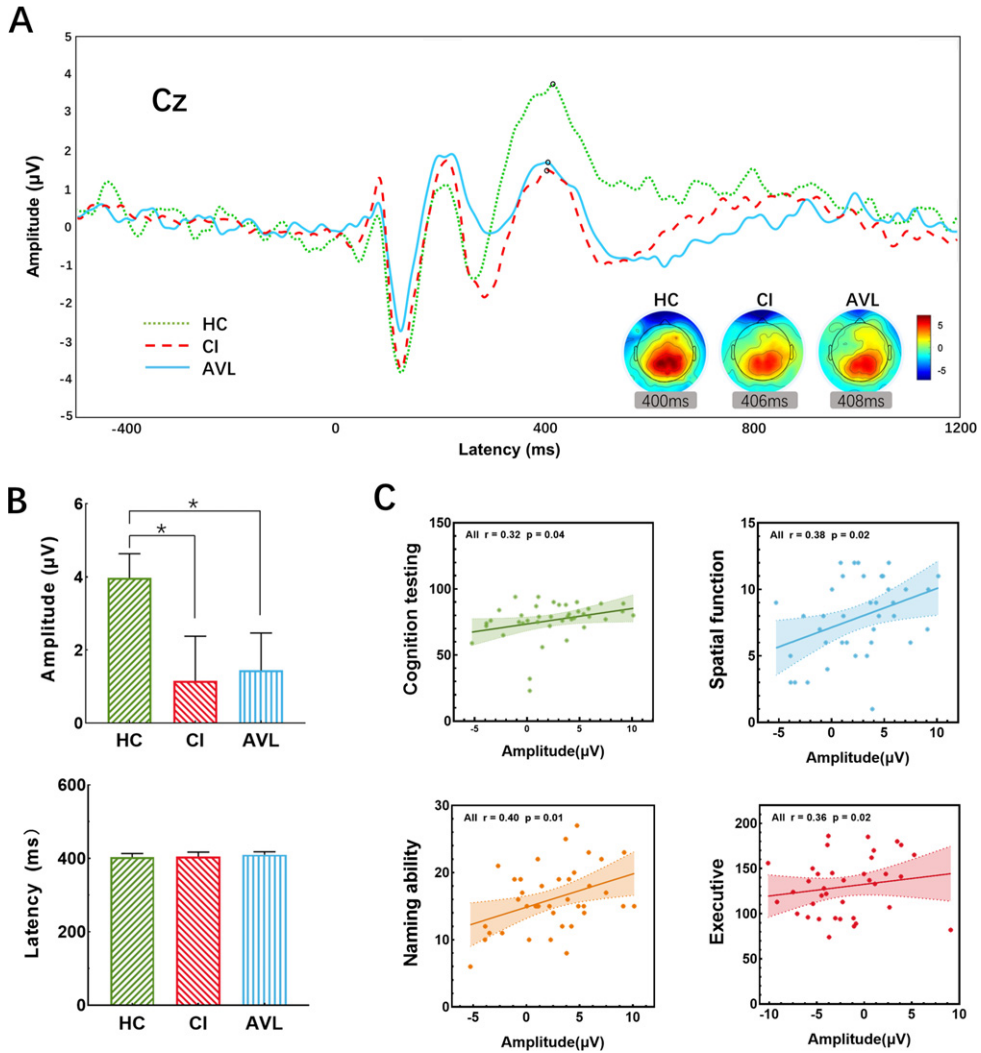 A
5
4
3
2
1
0
-1
-2
-3
-4
-5
Amplitude (µV)
Cz
HC
CI
AVL
HC CI AVL
400ms 406ms 408ms
5
0
-5
-400 0 400 800 1200
Latency (ms)
B
6
4
2
0
Amplitude (µV)
* *
HC CI AVL
600
400
200
0
Latency (ms)
HC CI AVL
C
150
100
50
0
Cognition testing
All r = 0.32 p = 0.04
-5 0 5 10
Amplitude(µV)
15
10
5
0
Spatial function
All r = 0.38 p = 0.02
-5 0 5 10
Amplitude(µV)
30
20
10
0
Naming ability
All r = 0.40 p = 0.01
-5 0 5 10
Amplitude(µV)
200
150
100
50
0
Executive
All r = 0.36 p = 0.02
-10 -5 0 5 10
Amplitude(µV)